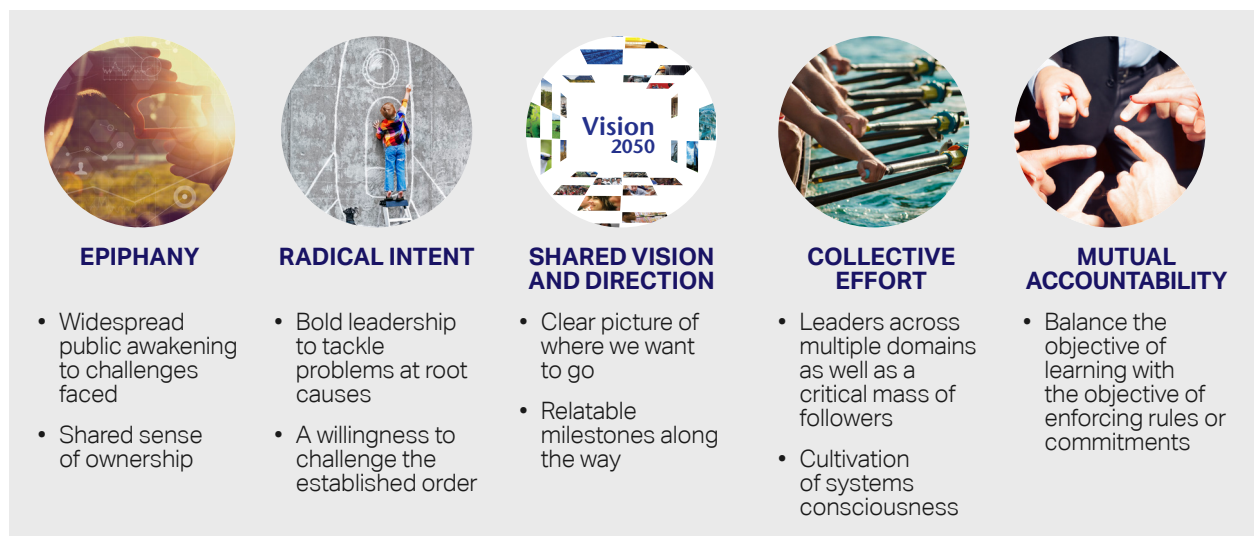 Vision
2050
EPIPHANY
• Widespread
public awakening
to challenges
faced
• Shared sense
of ownership
RADICAL INTENT
• Bold leadership
to tackle
problems at root
causes
• A willingness to
challenge the
established order
SHARED VISION
AND DIRECTION
• Clear picture of
where we want
to go
• Relatable
milestones along
the way
COLLECTIVE
EFFORT
• Leaders across
multiple domains
as well as a
critical mass of
followers
• Cultivation
of systems
consciousness
MUTUAL
ACCOUNTABILITY
• Balance the
objective of
learning with
the objective of
enforcing rules or
commitments